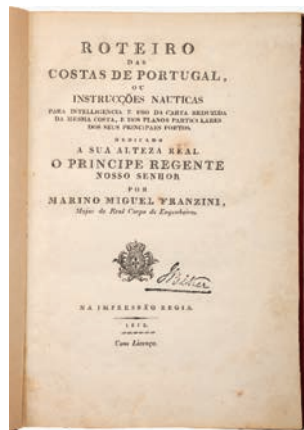 ROTEIRO
DAS
COSTAS DE PORTUGAL,
OU
INSTRUCÇÕES NAUTICAS
PARA INTELLIGENCIA E USO DA CARTA REDUZIDA
DA MESMA COSTA, E DOS PLANOS PARTICULARES
DOS SEUS PRINCIPAES PORTOS.
DEDICADO
A SUA ALTEZA REAL
O PRINCIPE REGENTE
NOSSO SENHOR
POR
MARINO MIGUEL FRANZINI,
Major do Real Corpo de Engenheiros.
NA IMPRESSÃO REGIA.
1812.
Com Licença.